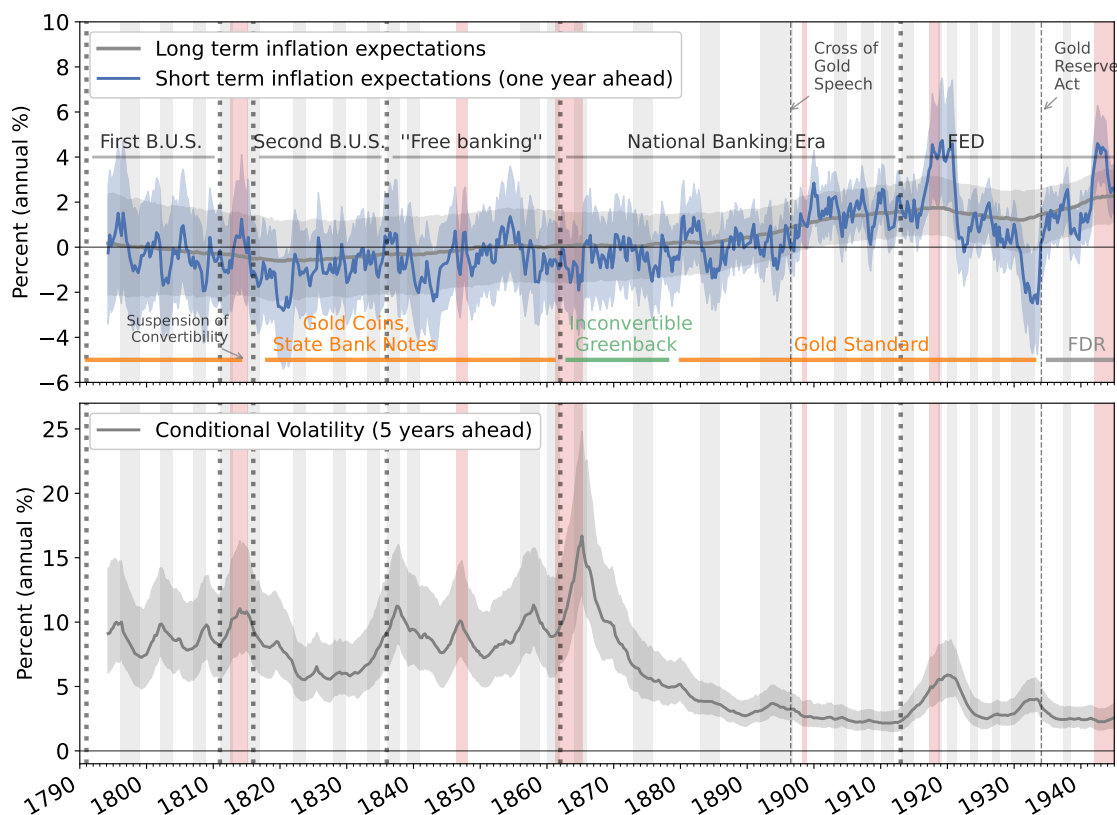 10
8
6
4
2
0
−2
−4
−6
Percent (annual %)
Long term inflation expectations
Short term inflation expectations (one year ahead)
Cross of
Gold
Speech
Gold
Reserve
Act
First B.U.S.
Second B.U.S.
''Free banking''
National Banking Era
FED
Suspension of
Convertibility
Gold Coins,
State Bank Notes
Inconvertible
Greenback
Gold Standard
FDR
25
20
15
10
5
0
Percent (annual %)
Conditional Volatility (5 years ahead)
1790
1800
1810
1820
1830
1840
1850
1860
1870
1880
1890
1900
1910
1920
1930
1940